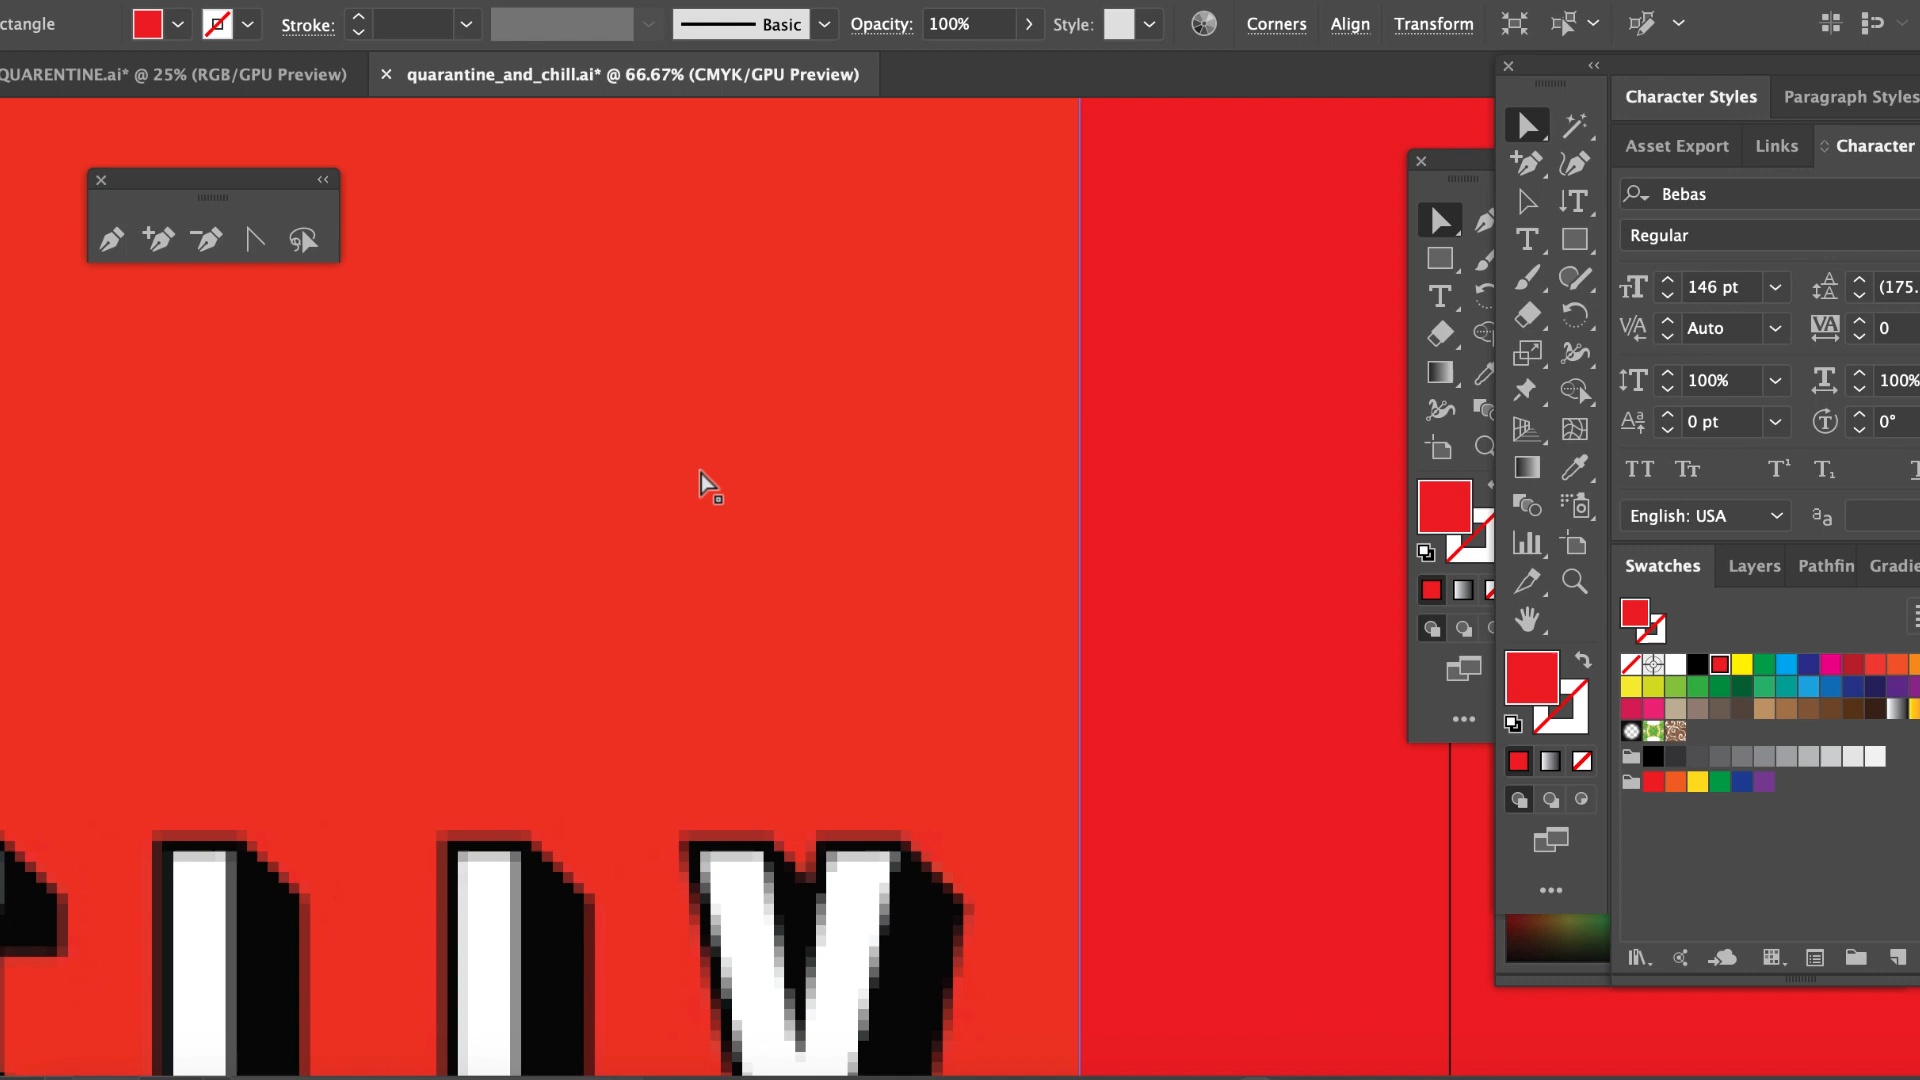 ctangle Stroke: Basic Opacity: 100% Style: Corners Align Transform
QUARENTINE.ai* @ 25% (RGB/GPU Preview) × quarantine_and_chill.ai* @ 66.67% (CMYK/GPU Preview)
Character Styles Paragraph Styles
Asset Export Links Character
Bebas
Regular
146 pt (175.
Auto 0
100% 100%
0 pt 0°
English: USA
Swatches Layers Pathfin Gradie